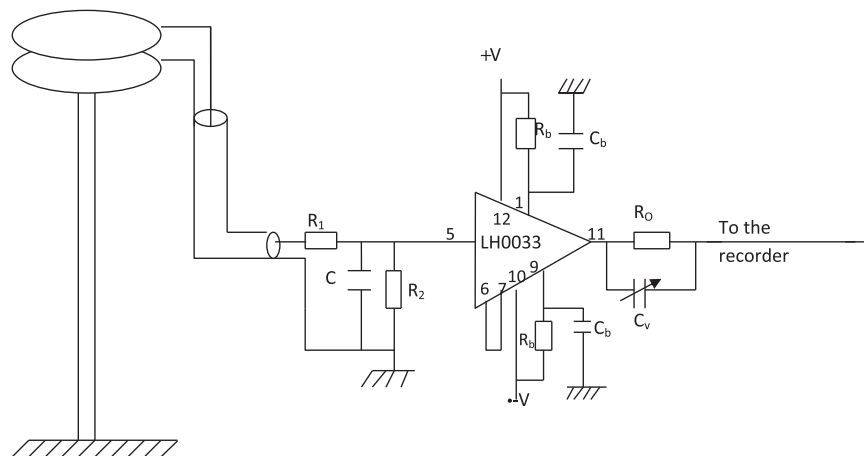 +V
R_b
C_b
1
12
R_1
5
LH0033
11
R_O
To the
recorder
C
R_2
6
7
10
9
C_v
R_b
C_b
-V